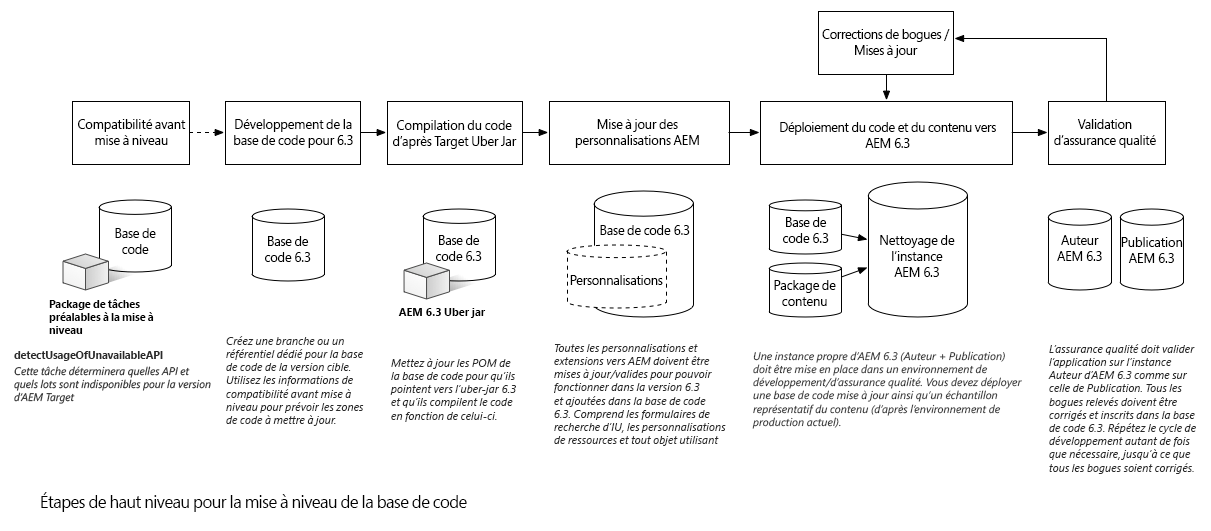 Corrections de bogues /
Mises à jour
Compatibilité avant
mise à niveau
Développement de la
base de code pour 6.3
Compilation du code
d'après Target Uber Jar
Mise à jour des
personnalisations AEM
Déploiement du code et du contenu vers
AEM 6.3
Validation
d'assurance qualité
Base de
code
Package de tâches
préalables à la mise à
niveau
detectUsageOfUnavailableAPI
Cette tâche déterminera quelles API et
quels lots sont indisponibles pour la version
d'AEM Target
Base de
code 6.3
Créez une branche ou un
référentiel dédié pour la base
de code de la version cible.
Utilisez les informations de
compatibilité avant mise à
niveau pour prévoir les zones
de code à mettre à jour.
Base de
code 6.3
AEM 6.3 Uber jar
Mettez à jour les POM de
la base de code pour qu'ils
pointent vers l'uber-jar 6.3
et qu'ils compilent le code
en fonction de celui-ci.
Base de code 6.3
Personnalisations
Toutes les personnalisations et
extensions vers AEM doivent être
mises à jour/valides pour pouvoir
fonctionner dans la version 6.3
et ajoutées dans la base de code
6.3. Comprend les formulaires de
recherche d'IU, les personnalisations
de ressources et tout objet utilisant
Base de
code 6.3
Package de
contenu
Nettoyage de
l'instance
AEM 6.3
Une instance propre d'AEM 6.3 (Auteur + Publication)
doit être mise en place dans un environnement de
développement/d'assurance qualité. Vous devez déployer
une base de code mise à jour ainsi qu'un échantillon
représentatif du contenu (d'après l'environnement de
production actuel).
Auteur
AEM 6.3
Publication
AEM 6.3
L'assurance qualité doit valider
l'application sur l'instance
Auteur d'AEM 6.3 comme sur
celle de Publication. Tous les
bogues relevés doivent être
corrigés et inscrits dans la base
de code 6.3. Répétez le cycle de
développement autant de fois
que nécessaire, jusqu'à ce que
tous les bogues soient corrigés.
Étapes de haut niveau pour la mise à niveau de la base de code